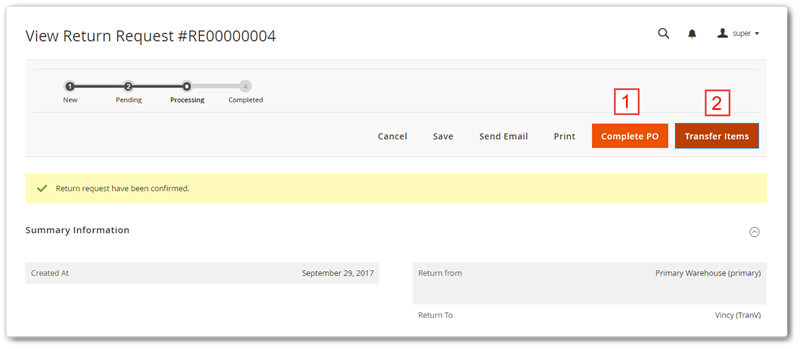 View Return Request #RE00000004
super
1
2
3
4
New
Pending
Processing
Completed
1
2
Cancel
Save
Send Email
Print
Complete PO
Transfer Items
Return request have been confirmed.
Summary Information
Created At
September 29, 2017
Return from
Primary Warehouse (primary)
Return To
Vincy (TranV)